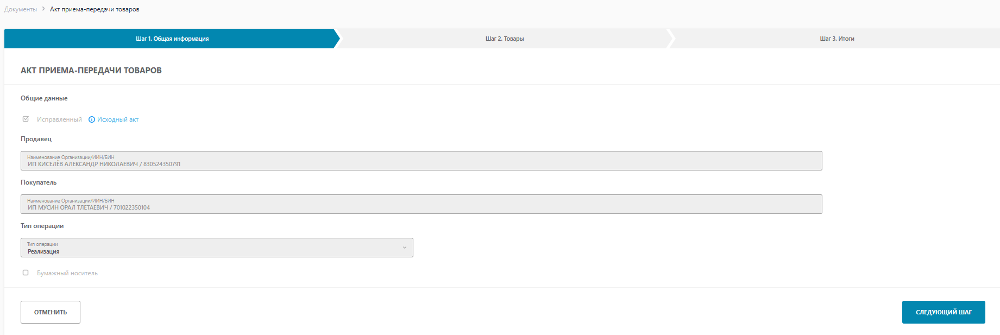 Документы > Акт приема-передачи товаров
Шаг 1. Общая информация
Шаг 2. Товары
Шаг 3. Итоги
АКТ ПРИЕМА-ПЕРЕДАЧИ ТОВАРОВ
Общие данные
Исправленный Исходный акт
Продавец
Наименование Организации/ИИН/БИН
ИП КИСЕЛЁВ АЛЕКСАНДР НИКОЛАЕВИЧ / 830524350791
Покупатель
Наименование Организации/ИИН/БИН
ИП МУСИН ОРАЛ ТЛЕТАЕВИЧ / 701022350104
Тип операции
Тип операции
Реализация
Бумажный носитель
ОТМЕНИТЬ
СЛЕДУЮЩИЙ ШАГ